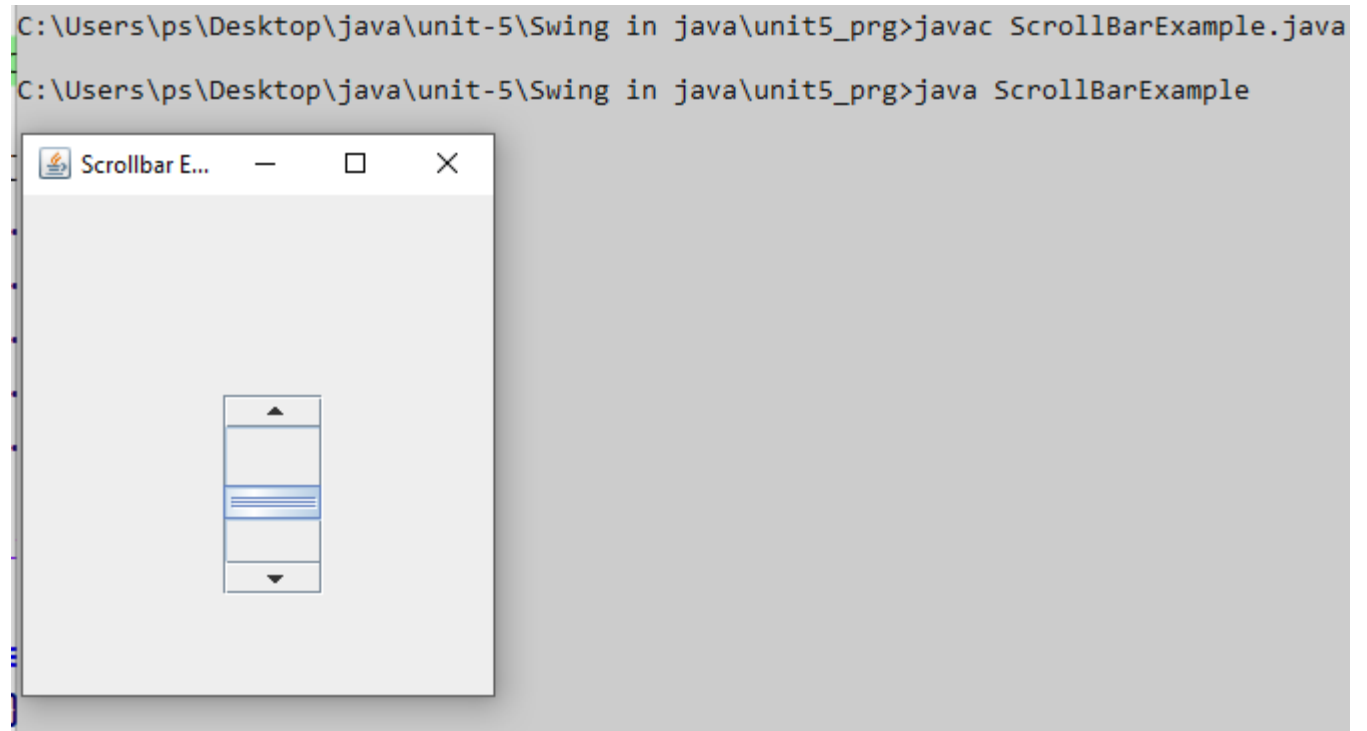 C:\Users\ps\Desktop\java\unit-5\Swing in java\unit5_prg>javac ScrollBarExample.java
C:\Users\ps\Desktop\java\unit-5\Swing in java\unit5_prg>java ScrollBarExample
Scrollbar E...